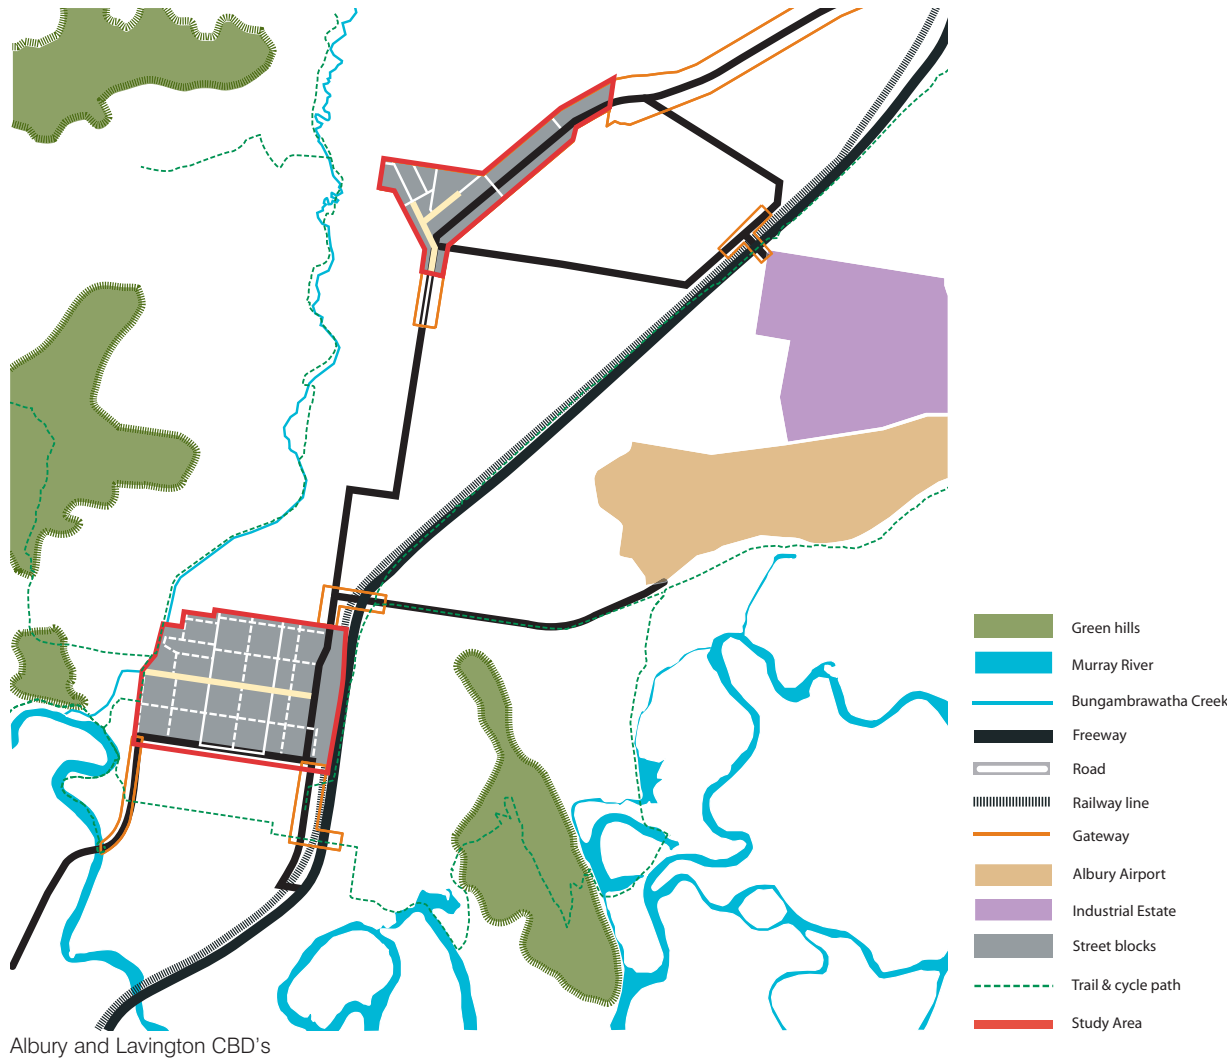 Green hills
Murray River
Bungambrawatha Creek
Freeway
Road
Railway line
Gateway
Albury Airport
Industrial Estate
Street blocks
Trail & cycle path
Study Area
Albury and Lavington CBD's